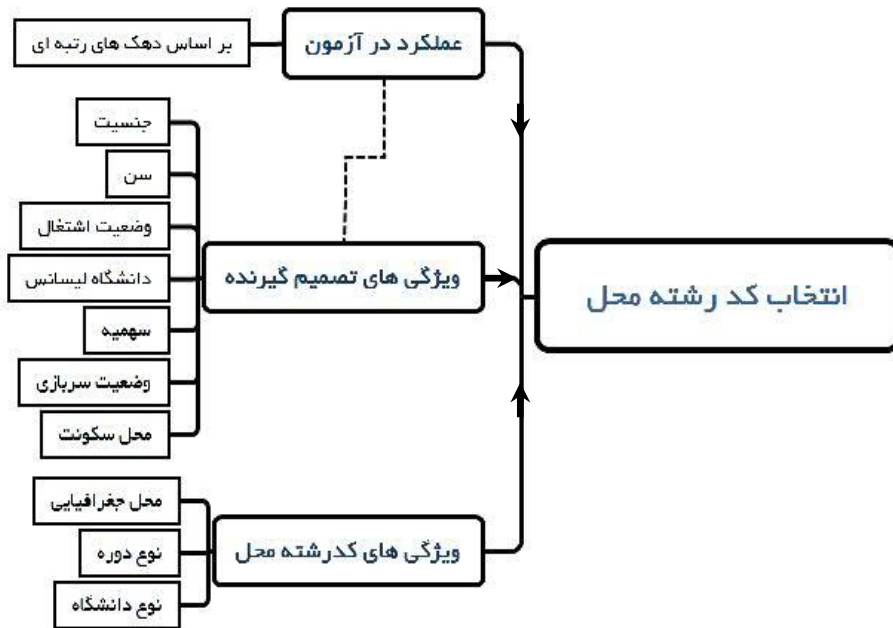 عملکرد در آزمون
بر اساس دهک های رتبه ای
انتخاب کد رشته محل
ویژگی های تصمیم گیرنده
جنسیت
سن
وضعیت اشتغال
دانشگاه لیسانس
سهمیه
وضعیت سربازی
محل سکونت
ویژگی های کدرشته محل
محل جغرافیایی
نوع دوره
نوع دانشگاه